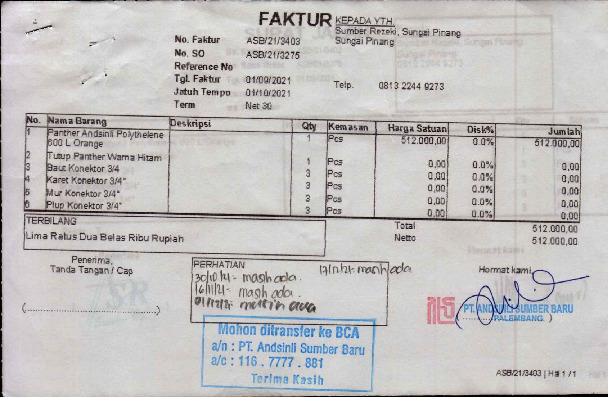 FAKTUR
KEPADA YTH.
Sumber Rezeki, Sungai Pinang
Sungai Pinang
No. Faktur ASB/21/3403
No. SO ASB/21/3275
Reference No
Tgl. Faktur 01/09/2021 Telp. 0813 2244 9273
Jatuh Tempo 01/10/2021
Term Net 30
No. Nama Barang Deskripsi Qty Kemasan Harga Satuan Disk% Jumlah
1 Panther Andsinil Polythelene 1 Pcs 512.000,00 0.0% 512.000,00
600 L Orange
2 Tutup Panther Warna Hitam 1 Pcs 0,00 0.0% 0,00
3 Baut Konektor 3/4 3 Pcs 0,00 0.0% 0,00
4 Karet Konektor 3/4" 3 Pcs 0,00 0.0% 0,00
5 Mur Konektor 3/4" 2 Pcs 0,00 0.0% 0,00
6 Plup Konektor 3/4" 3 Pcs 0,00 0.0% 0,00
TERBILANG
Total 512.000,00
Lima Ratus Dua Belas Ribu Rupiah
Netto 512.000,00
Penerima,
Tanda Tangan / Cap
PERHATIAN
30/10/21- masih ada.
17/11/21- masih ada
16/11/21- masih ada.
masih ada
Hormat kami,
PT. ANDSINLI SUMBER BARU
PALEMBANG
Mohon ditransfer ke BCA
a/n : PT. Andsinli Sumber Baru
a/c : 116 . 7777 . 881
Terima Kasih
ASB/21/3403 | Hal 1 / 1